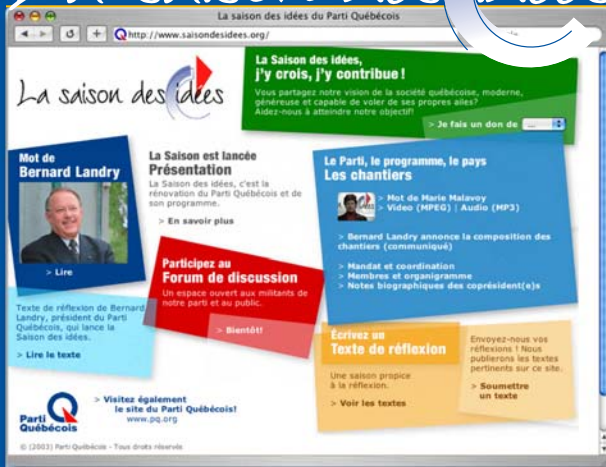 La saison des idées du Parti Québécois
http://www.saisondesidees.org/
La saison des idées
La Saison des idées,
j'y crois, j'y contribue !
Vous partagez notre vision de la société québécoise, moderne,
généreuse et capable de voler de ses propres ailes?
Aidez-nous à atteindre notre objectif!
> Je fais un don de ...
Mot de
Bernard Landry
> Lire
Texte de réflexion de Bernard
Landry, président du Parti
Québécois, qui lance la
Saison des idées.
> Lire le texte
La Saison est lancée
Présentation
La Saison des idées, c'est la
rénovation du Parti Québécois et de
son programme.
> En savoir plus
Participez au
Forum de discussion
Un espace ouvert aux militants de
notre parti et au public.
> Bientôt!
Le Parti, le programme, le pays
Les chantiers
> Mot de Marie Malavoy
> Video (MPEG) | Audio (MP3)
> Bernard Landry annonce la composition des
chantiers (communiqué)
> Mandat et coordination
> Membres et organigramme
> Notes biographiques des coprésident(e)s
Écrivez un
Texte de réflexion
Une saison propice
à la réflexion.
> Voir les textes
Envoyez-nous vos
réflexions ! Nous
publierons les textes
pertinents sur ce site.
> Soumettre
un texte
Parti
Québécois
> Visitez également
le site du Parti Québécois!
www.pq.org
© (2003) Parti Québécois - Tous droits réservés